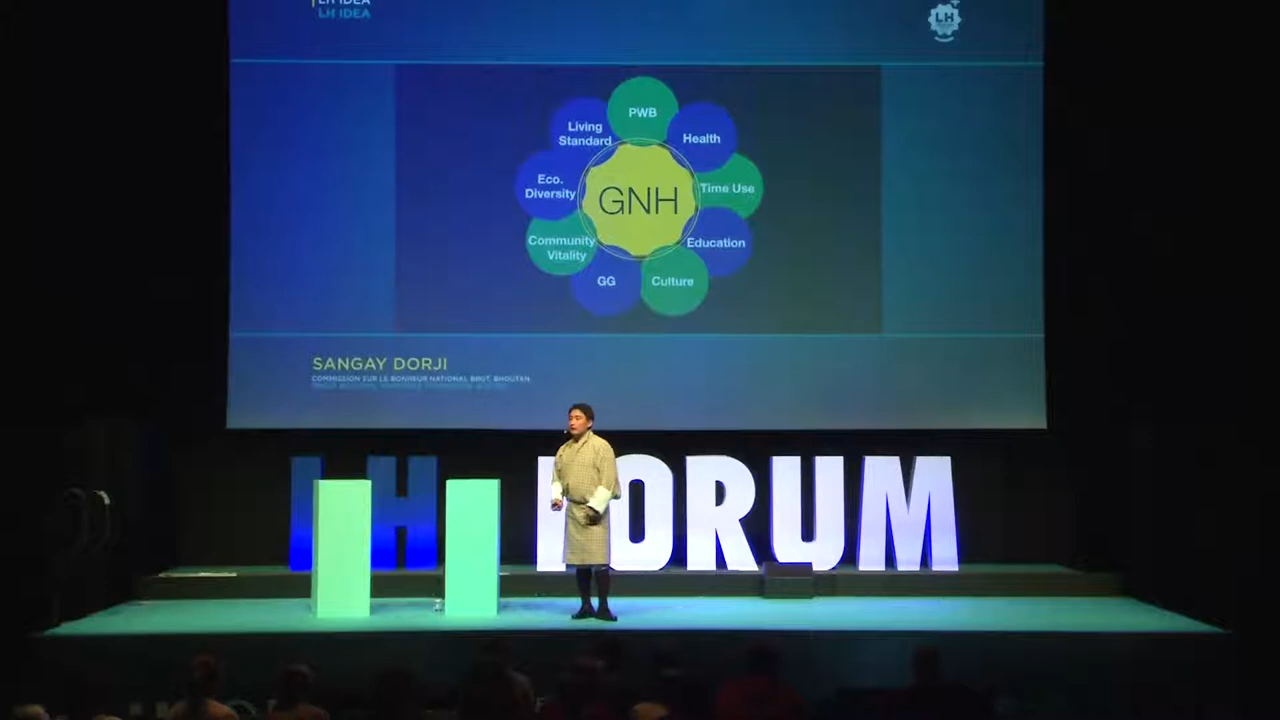 LH IDEA
LH IDEA
LH
PWB
Living
Standard
Health
Eco.
Diversity
GNH
Time Use
Community
Vitality
Education
GG
Culture
SANGAY DORJI
COMMISSION SUR LE BONHEUR NATIONAL BRUT, BHOUTAN
LH FORUM